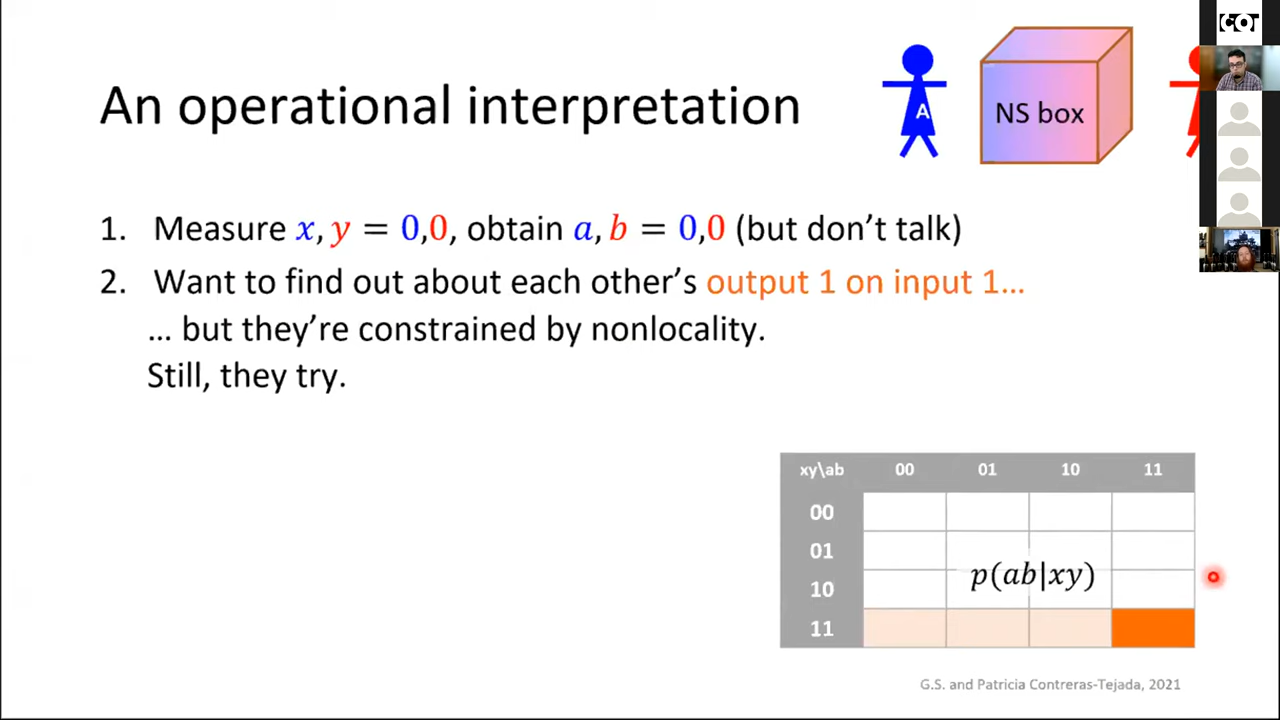 An operational interpretation
A
NS box
1. Measure x, y = 0,0, obtain a, b = 0,0 (but don't talk)
2. Want to find out about each other's output 1 on input 1…
… but they're constrained by nonlocality.
Still, they try.
xy\ab 00 01 10 11
00
01
10
11
p(ab|xy)
G.S. and Patricia Contreras-Tejada, 2021